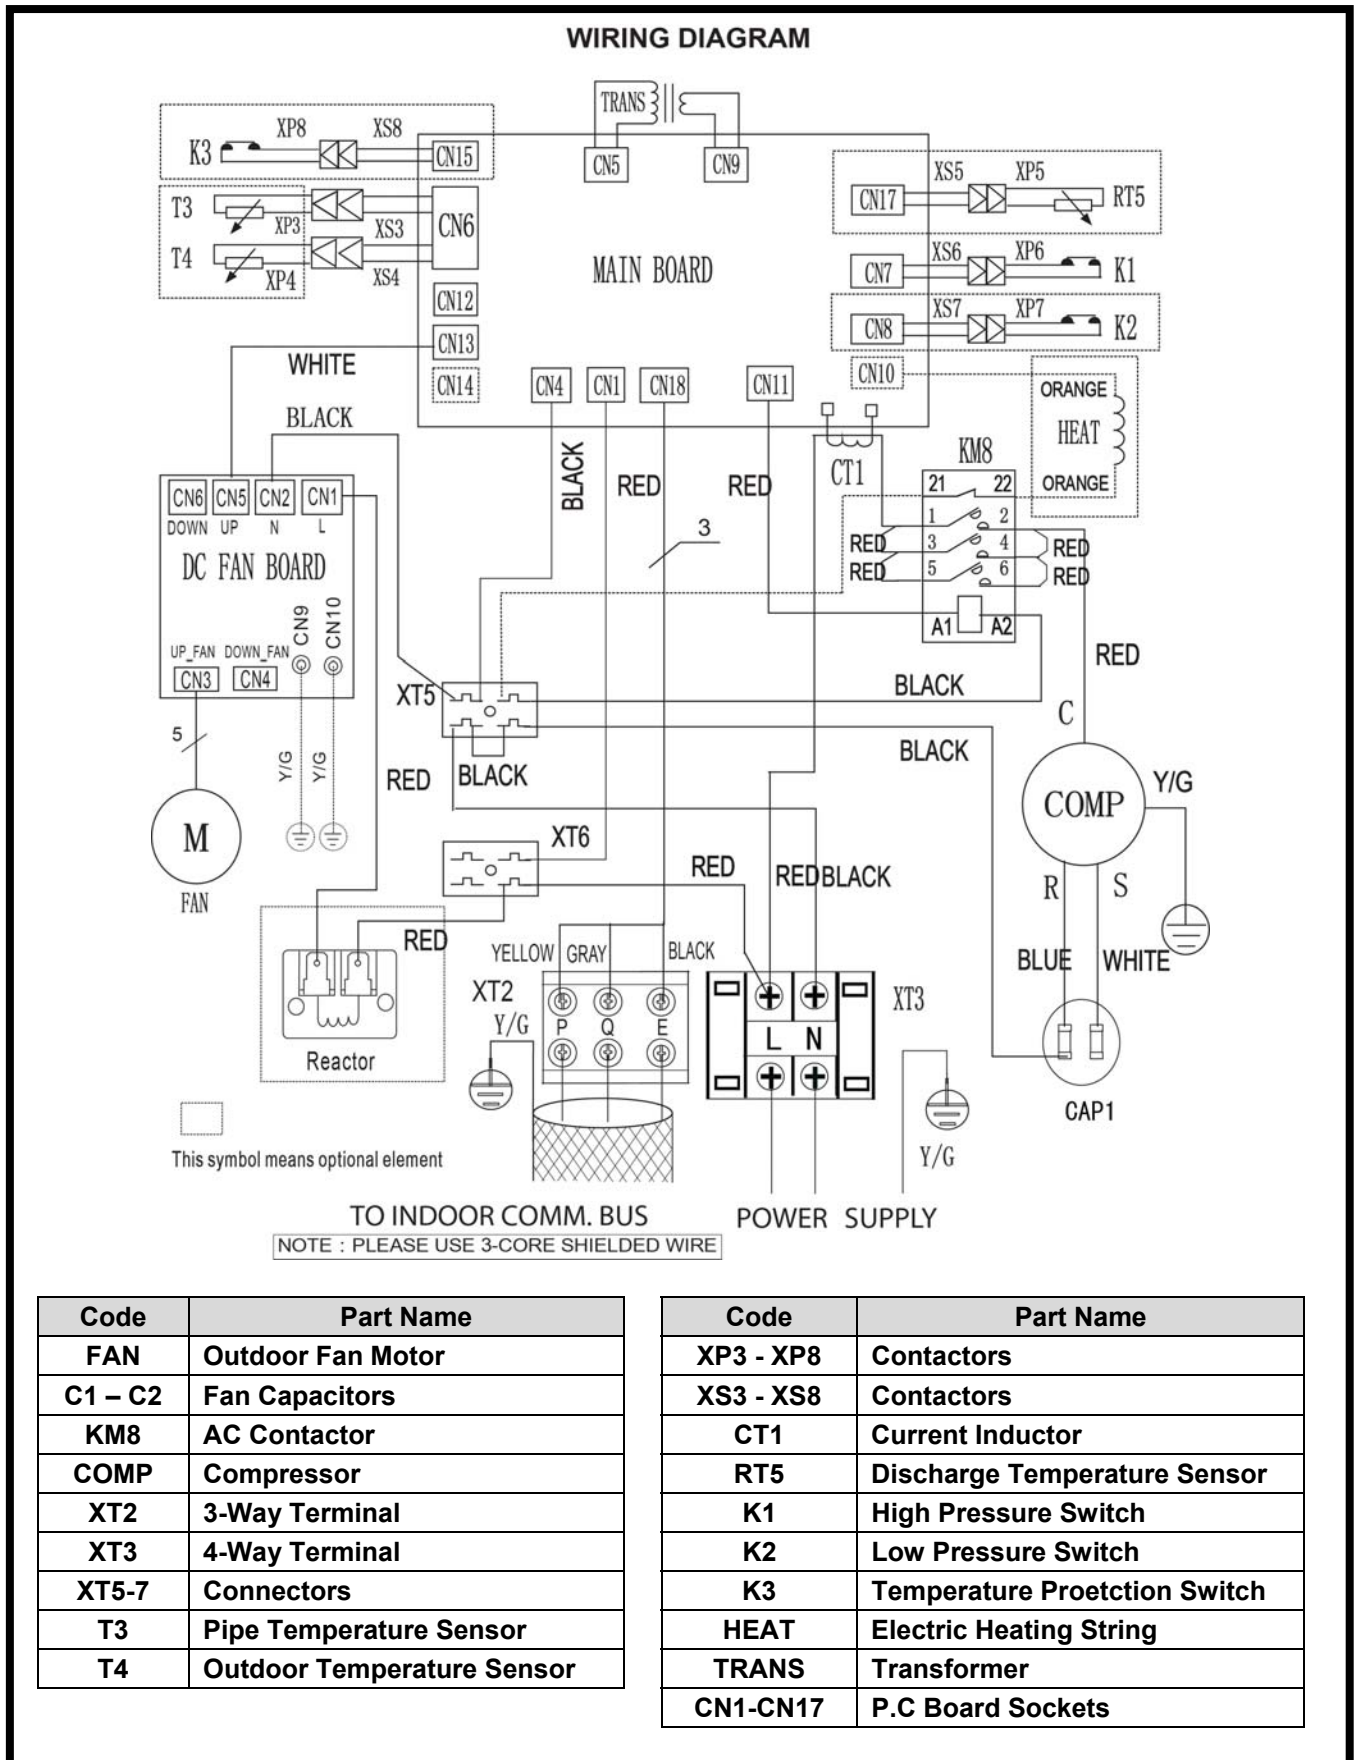 WIRING DIAGRAM
TRANS
CN5
CN9
XP8
XS8
K3
CN15
T3
XP3
XS3
CN6
T4
XP4
XS4
MAIN BOARD
CN12
CN13
CN14
WHITE
BLACK
CN4
CN1
CN18
CN11
CN17
XS5
XP5
RT5
CN7
XS6
XP6
K1
CN8
XS7
XP7
K2
CN10
ORANGE
HEAT
ORANGE
CT1
KM8
21 22
1 2
3 4
5 6
RED
RED
RED
RED
A1 A2
BLACK
RED
RED
3
CN6
CN5
CN2
CN1
DOWN UP N L
DC FAN BOARD
CN9
CN10
UP_FAN DOWN_FAN
CN3
CN4
5
Y/G
Y/G
M
FAN
XT5
RED
BLACK
BLACK
BLACK
RED
C
COMP
Y/G
R
S
BLUE
WHITE
CAP1
XT6
RED
RED
BLACK
RED
Reactor
YELLOW
GRAY
BLACK
XT2
Y/G
P Q E
L N
XT3
Y/G
This symbol means optional element
TO INDOOR COMM. BUS
POWER SUPPLY
NOTE : PLEASE USE 3-CORE SHIELDED WIRE
Code Part Name
FAN Outdoor Fan Motor
C1 – C2 Fan Capacitors
KM8 AC Contactor
COMP Compressor
XT2 3-Way Terminal
XT3 4-Way Terminal
XT5-7 Connectors
T3 Pipe Temperature Sensor
T4 Outdoor Temperature Sensor
Code Part Name
XP3 - XP8 Contactors
XS3 - XS8 Contactors
CT1 Current Inductor
RT5 Discharge Temperature Sensor
K1 High Pressure Switch
K2 Low Pressure Switch
K3 Temperature Proetction Switch
HEAT Electric Heating String
TRANS Transformer
CN1-CN17 P.C Board Sockets